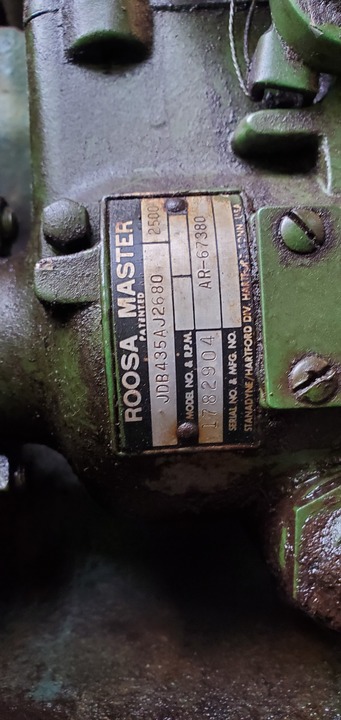 ROOSA MASTER
PATENTED
JDB435AJ2680 2500
MODEL NO. & R.P.M.
1782904 AR-67380
SERIAL NO. & MFG. NO.
STANADYNE/HARTFORD DIV. HARTFORD CONN.